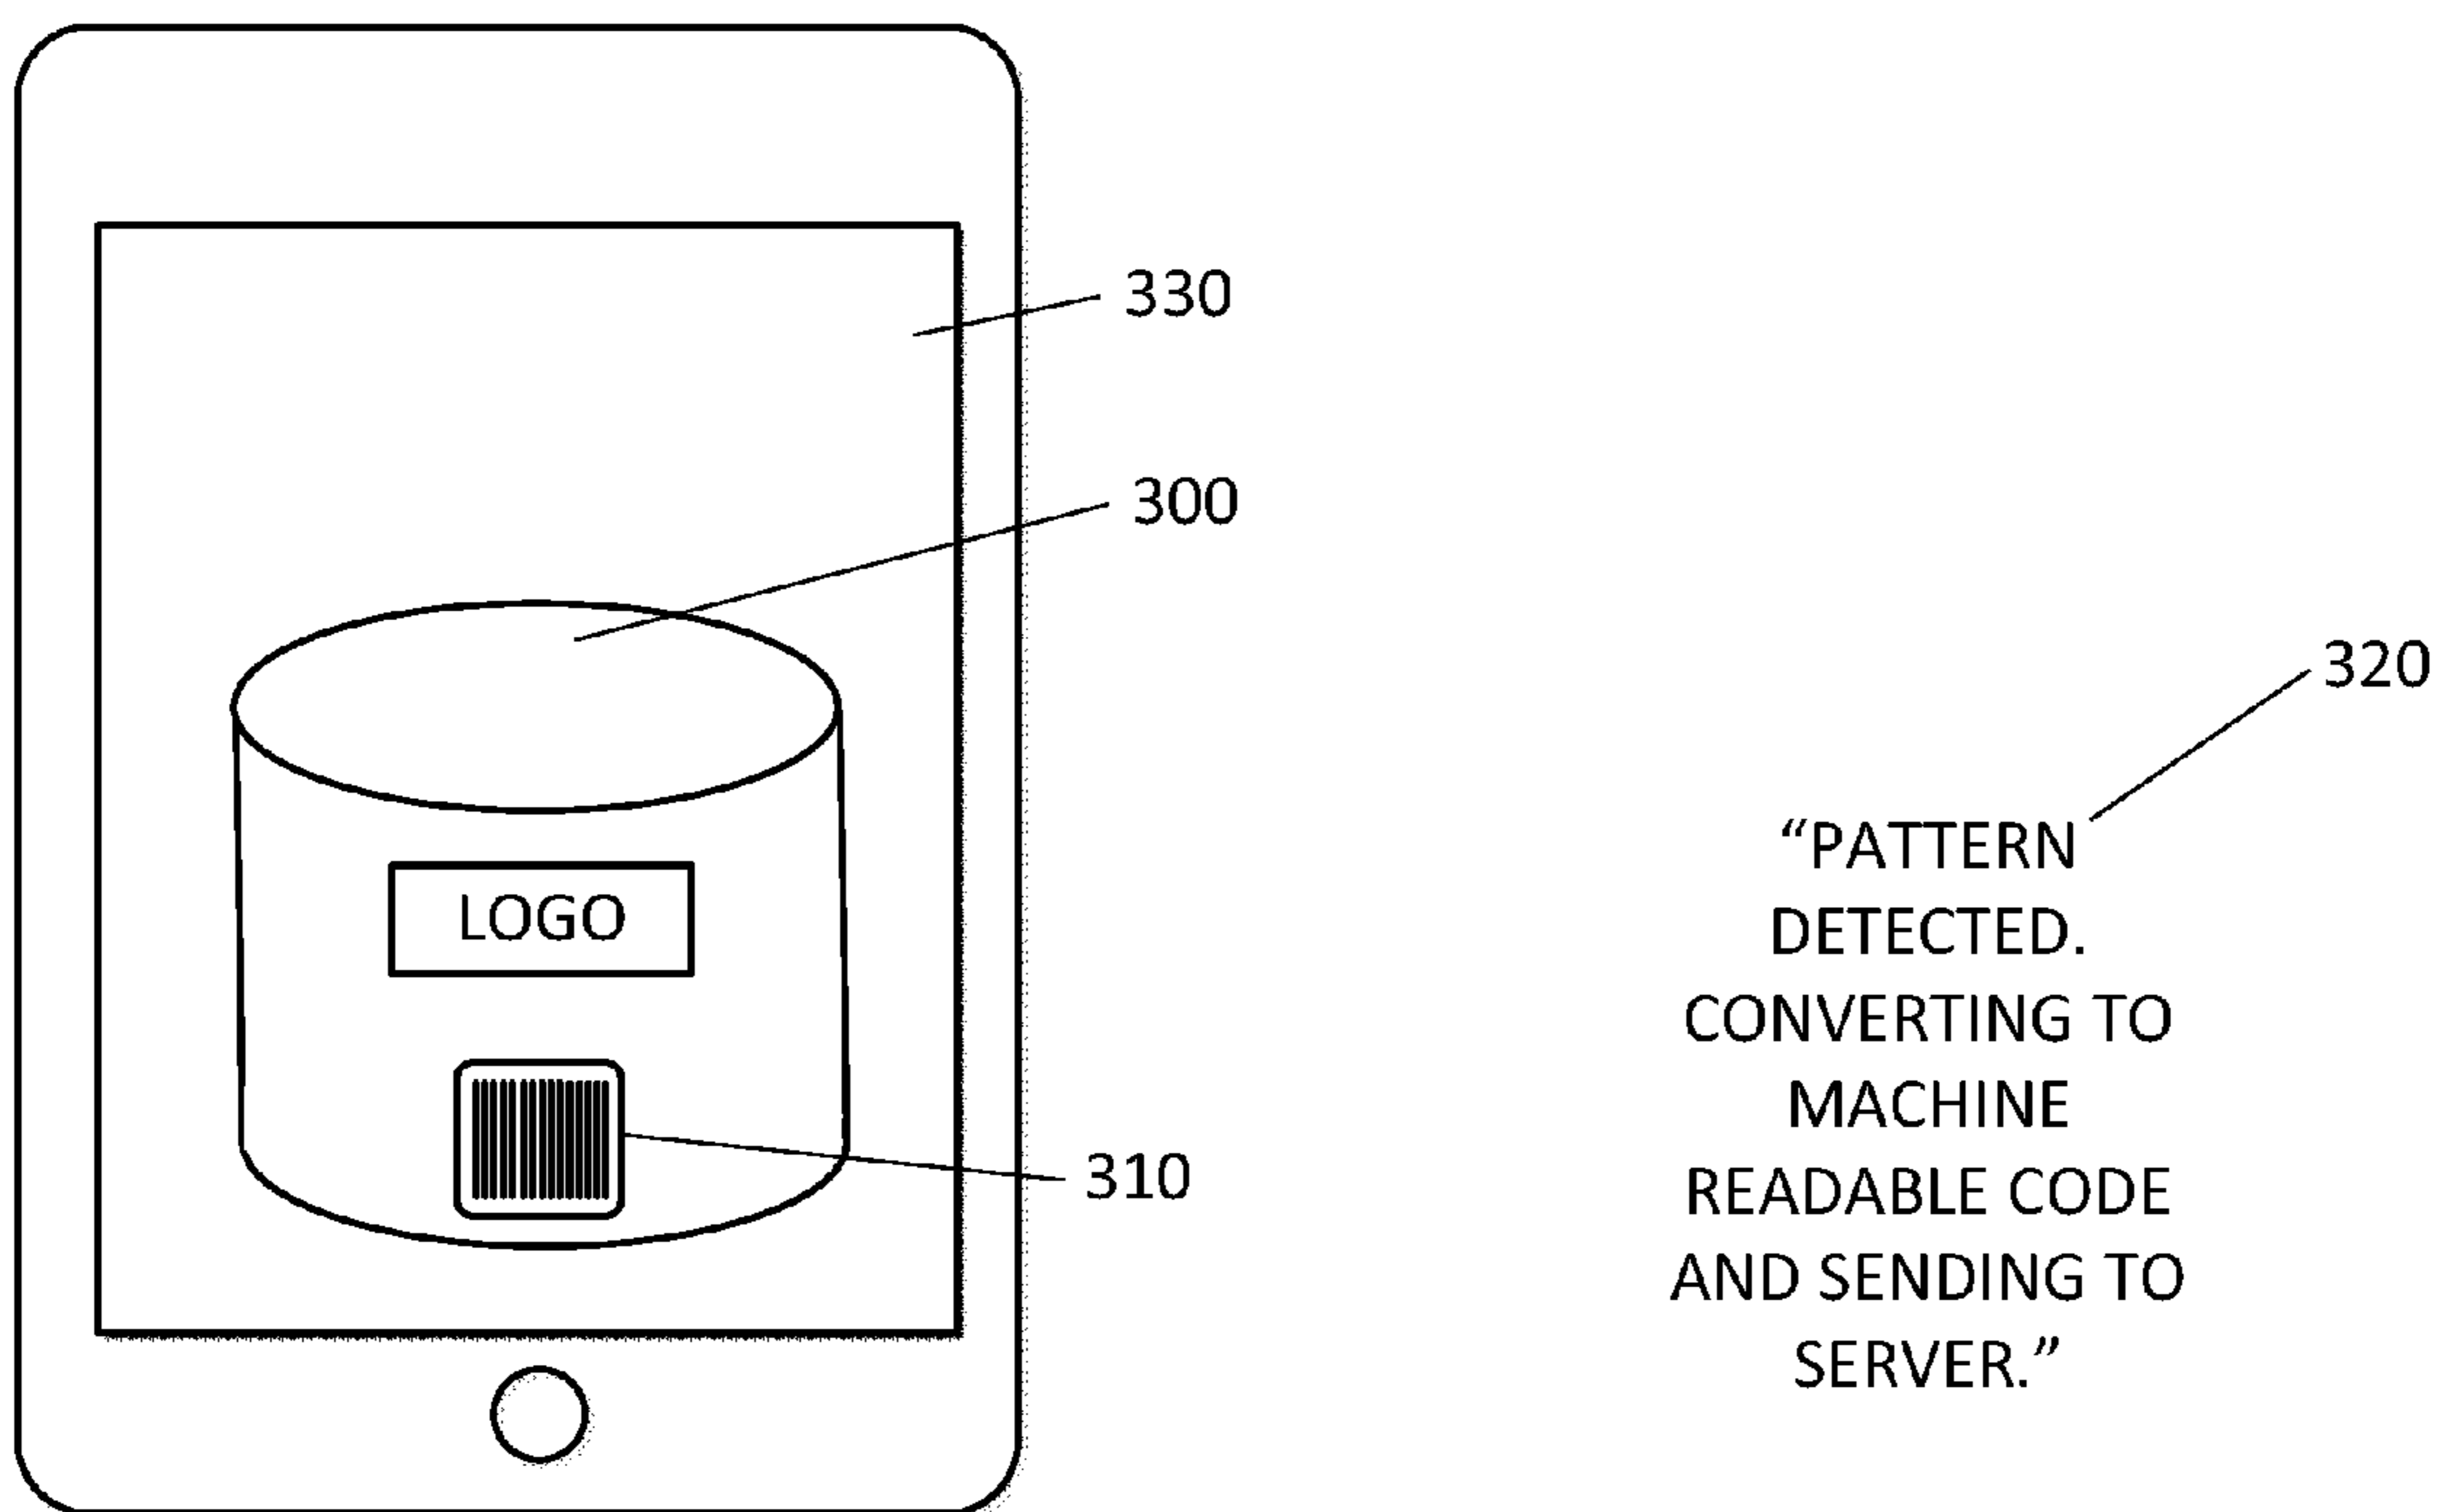 330
300
320
“PATTERN
DETECTED.
CONVERTING TO
MACHINE
READABLE CODE
AND SENDING TO
SERVER.”
LOGO
310